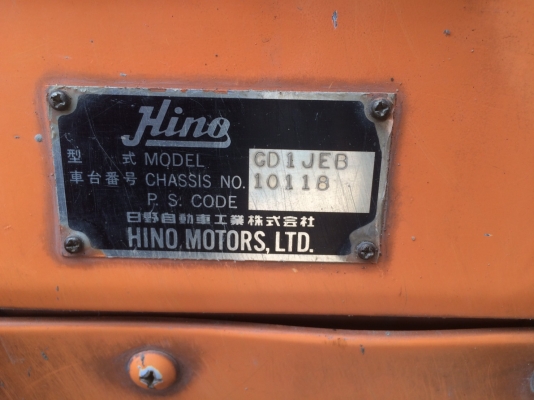 Hino
型式 MODEL GD1JEB
車台番号 CHASSIS NO. 10118
P. S. CODE
日野自動車工業株式会社
HINO MOTORS, LTD.